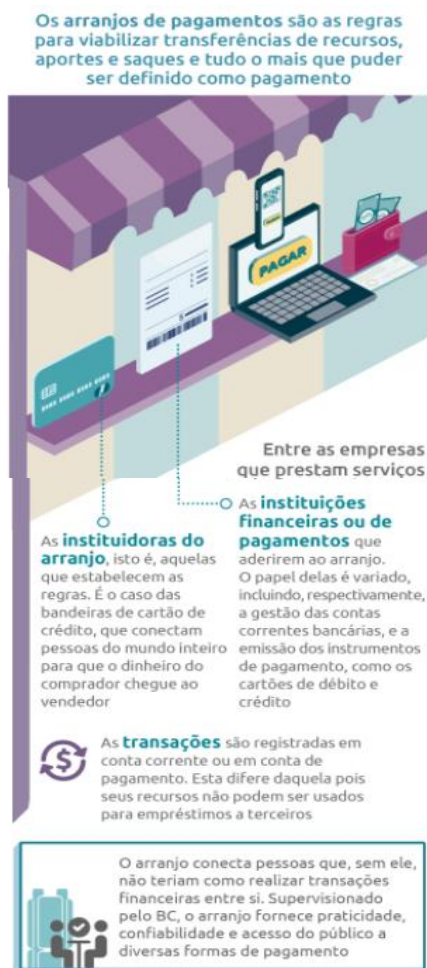 Os arranjos de pagamentos são as regras
para viabilizar transferências de recursos,
aportes e saques e tudo o mais que puder
ser definido como pagamento
PAGAR
Entre as empresas
que prestam serviços
As instituidoras do
arranjo, isto é, aquelas
que estabelecem as
regras. É o caso das
bandeiras de cartão de
crédito, que conectam
pessoas do mundo inteiro
para que o dinheiro do
comprador chegue ao
vendedor
As instituições
financeiras ou de
pagamentos que
aderirem ao arranjo.
O papel delas é variado,
incluindo, respectivamente,
a gestão das contas
correntes bancárias, e a
emissão dos instrumentos
de pagamento, como os
cartões de débito e
crédito
$
As transações são registradas em
conta corrente ou em conta de
pagamento. Esta difere daquela pois
seus recursos não podem ser usados
para empréstimos a terceiros
O arranjo conecta pessoas que, sem ele,
não teriam como realizar transações
financeiras entre si. Supervisionado
pelo BC, o arranjo fornece praticidade,
confiabilidade e acesso do público a
diversas formas de pagamento